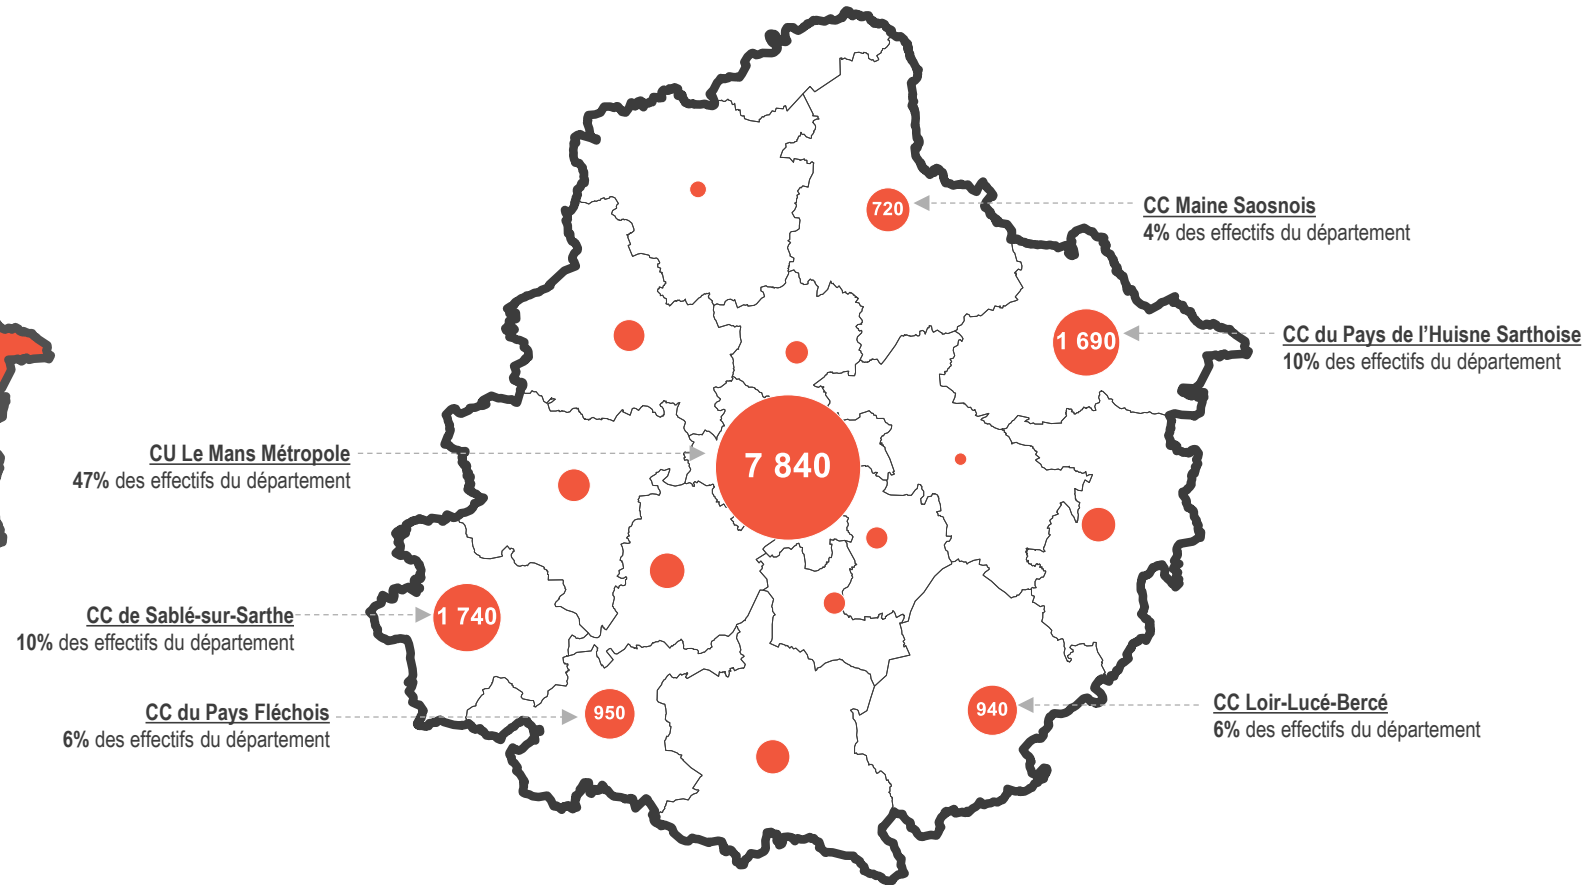 720
CC Maine Saosnois
4% des effectifs du département
1 690
CC du Pays de l’Huisne Sarthoise
10% des effectifs du département
CU Le Mans Métropole
47% des effectifs du département
7 840
CC de Sablé-sur-Sarthe
10% des effectifs du département
1 740
CC du Pays Fléchois
6% des effectifs du département
950
940
CC Loir-Lucé-Bercé
6% des effectifs du département